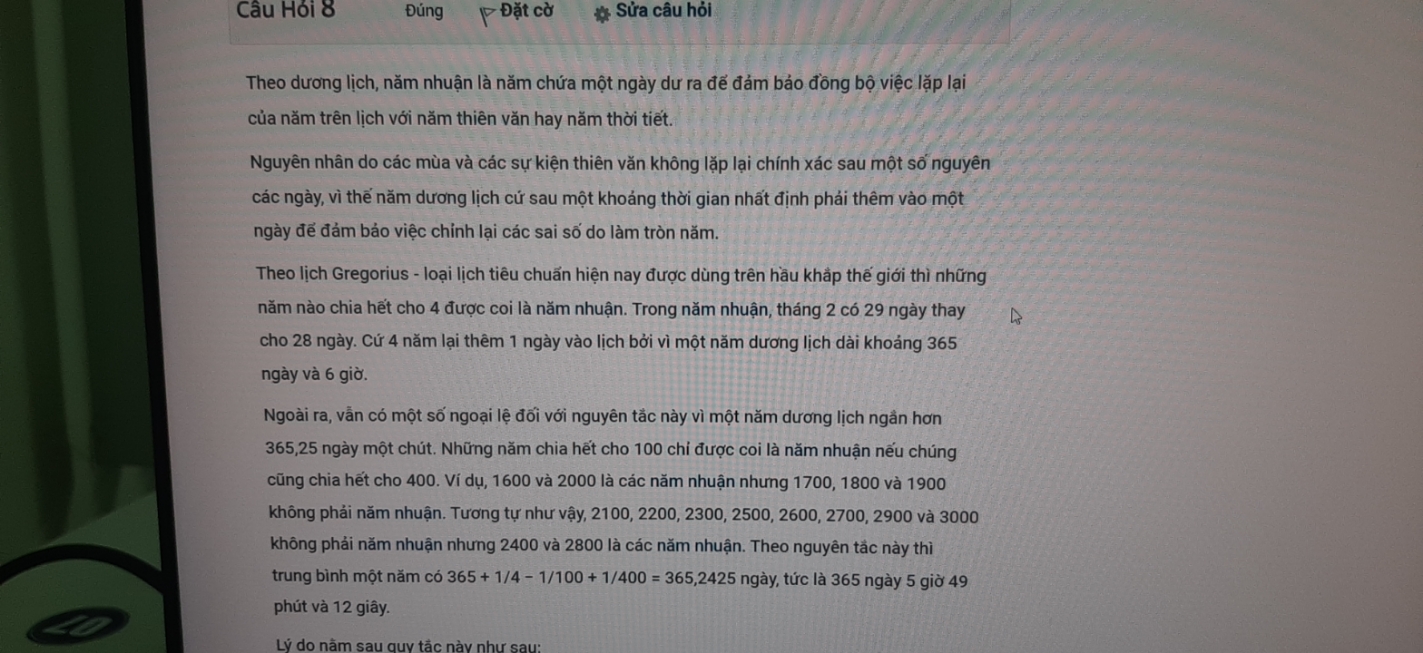 Câu Hỏi 8 Đúng Đặt cờ Sửa câu hỏi
Theo dương lịch, năm nhuận là năm chứa một ngày dư ra để đảm bảo đồng bộ việc lặp lại
của năm trên lịch với năm thiên văn hay năm thời tiết.
Nguyên nhân do các mùa và các sự kiện thiên văn không lặp lại chính xác sau một số nguyên
các ngày, vì thế năm dương lịch cứ sau một khoảng thời gian nhất định phải thêm vào một
ngày để đảm bảo việc chỉnh lại các sai số do làm tròn năm.
Theo lịch Gregorius - loại lịch tiêu chuẩn hiện nay được dùng trên hầu khắp thế giới thì những
năm nào chia hết cho 4 được coi là năm nhuận. Trong năm nhuận, tháng 2 có 29 ngày thay
cho 28 ngày. Cứ 4 năm lại thêm 1 ngày vào lịch bởi vì một năm dương lịch dài khoảng 365
ngày và 6 giờ.
Ngoài ra, vẫn có một số ngoại lệ đối với nguyên tắc này vì một năm dương lịch ngắn hơn
365,25 ngày một chút. Những năm chia hết cho 100 chỉ được coi là năm nhuận nếu chúng
cũng chia hết cho 400. Ví dụ, 1600 và 2000 là các năm nhuận nhưng 1700, 1800 và 1900
không phải năm nhuận. Tương tự như vậy, 2100, 2200, 2300, 2500, 2600, 2700, 2900 và 3000
không phải năm nhuận nhưng 2400 và 2800 là các năm nhuận. Theo nguyên tắc này thì
trung bình một năm có 365 + 1/4 − 1/100 + 1/400 = 365,2425 ngày, tức là 365 ngày 5 giờ 49
phút và 12 giây.
Lý do nằm sau quy tắc này như sau: